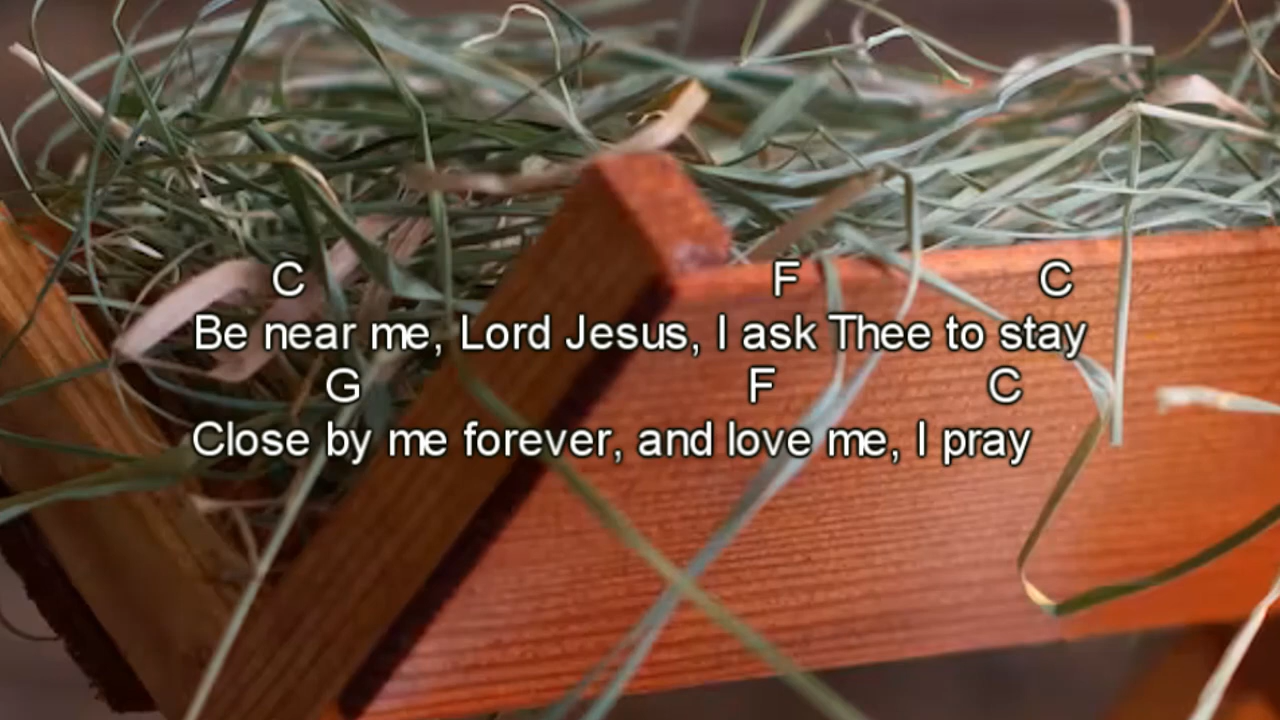 C F C
Be near me, Lord Jesus, I ask Thee to stay
G F C
Close by me forever, and love me, I pray